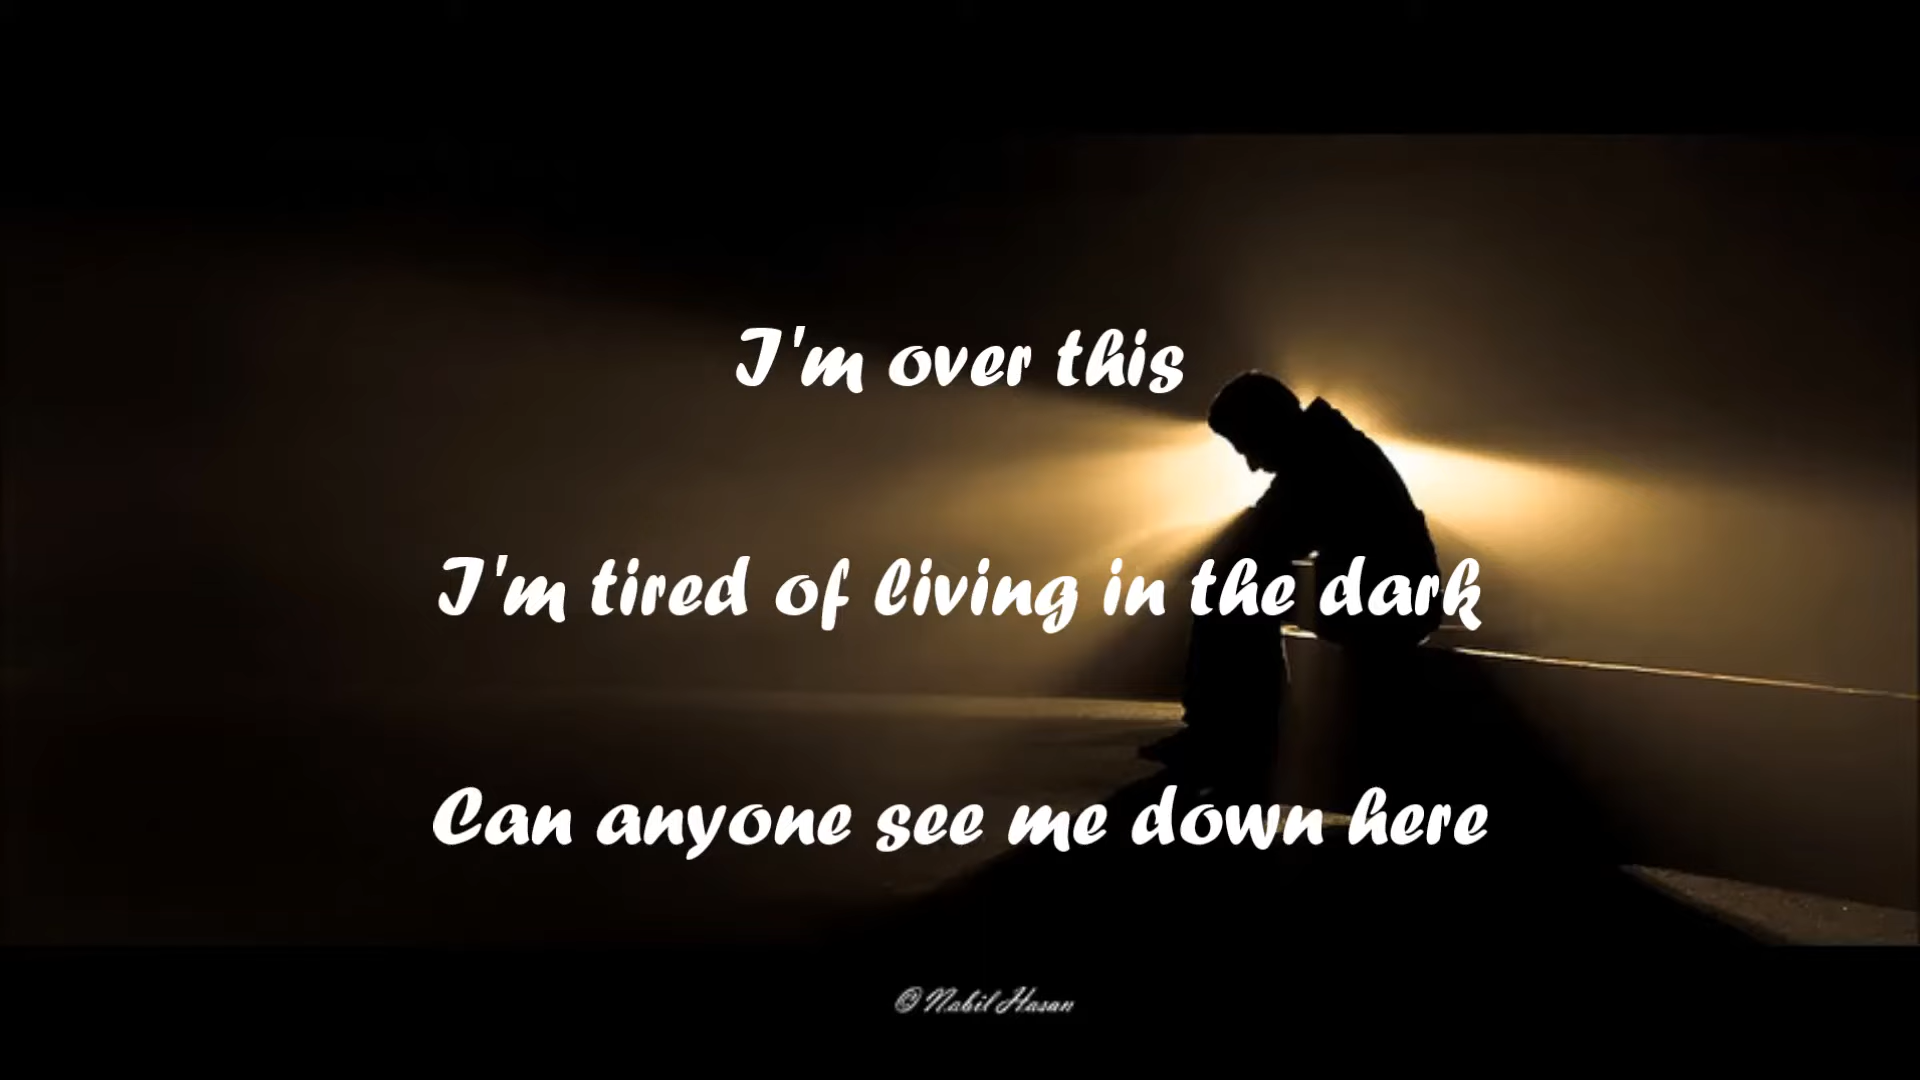 I'm over this
I'm tired of living in the dark
Can anyone see me down here
© Nabil Hasan